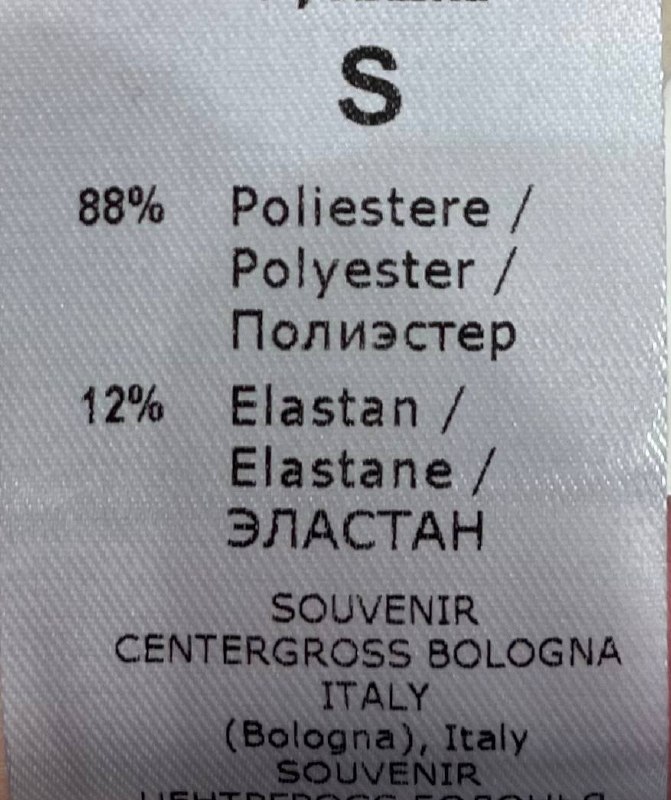 S
88% Poliestere /
Polyester /
Полиэстер
12% Elastan /
Elastane /
ЭЛАСТАН
SOUVENIR
CENTERGROSS BOLOGNA
ITALY
(Bologna), Italy
SOUVENIR